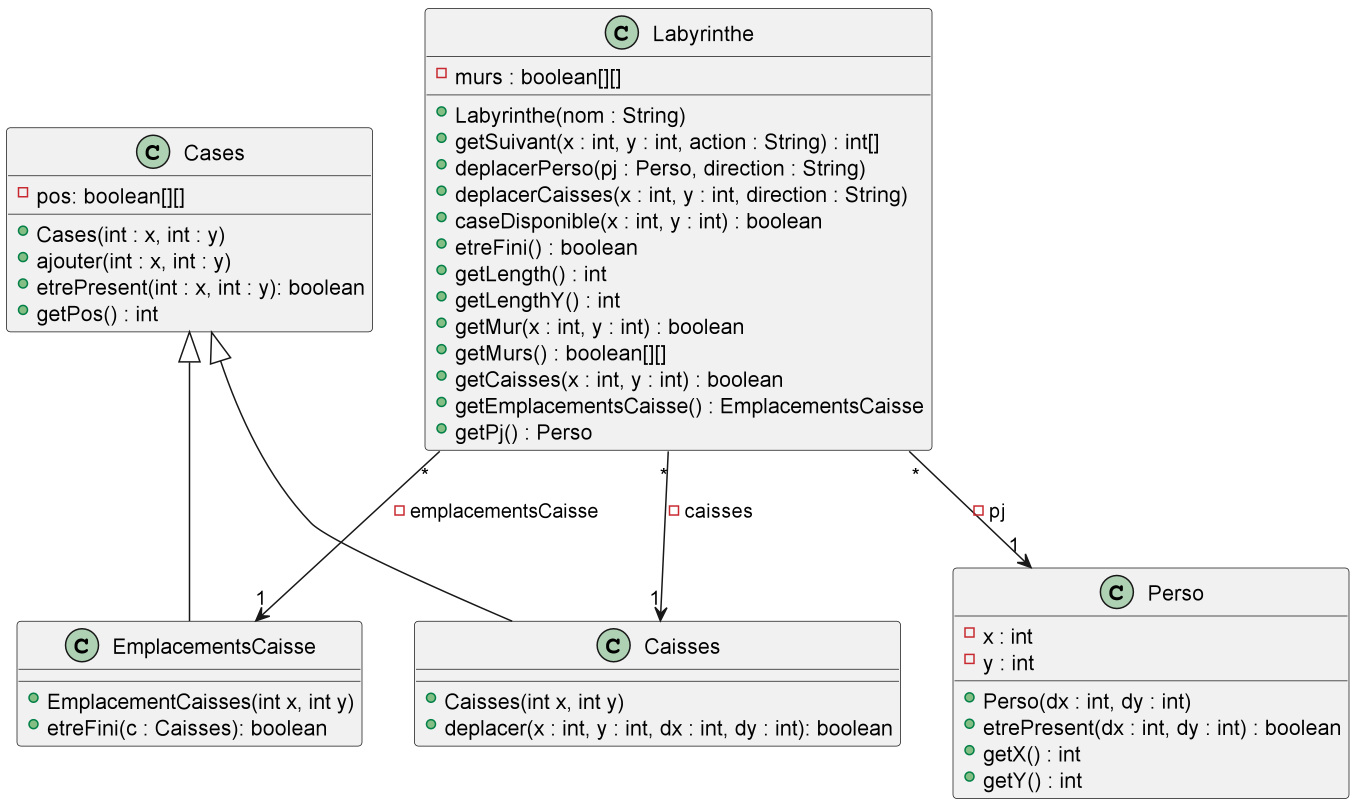 C Labyrinthe
murs : boolean[][]
Labyrinthe(nom : String)
getSuivant(x : int, y : int, action : String) : int[]
deplacerPerso(pj : Perso, direction : String)
deplacerCaisses(x : int, y : int, direction : String)
caseDisponible(x : int, y : int) : boolean
etreFini() : boolean
getLength() : int
getLengthY() : int
getMur(x : int, y : int) : boolean
getMurs() : boolean[][]
getCaisses(x : int, y : int) : boolean
getEmplacementsCaisse() : EmplacementsCaisse
getPj() : Perso
C Cases
pos: boolean[][]
Cases(int : x, int : y)
ajouter(int : x, int : y)
etrePresent(int : x, int : y): boolean
getPos() : int
* * *
emplacementsCaisse
caisses
pj
1 1 1
C EmplacementsCaisse
EmplacementCaisses(int x, int y)
etreFini(c : Caisses): boolean
C Caisses
Caisses(int x, int y)
deplacer(x : int, y : int, dx : int, dy : int): boolean
C Perso
x : int
y : int
Perso(dx : int, dy : int)
etrePresent(dx : int, dy : int) : boolean
getX() : int
getY() : int